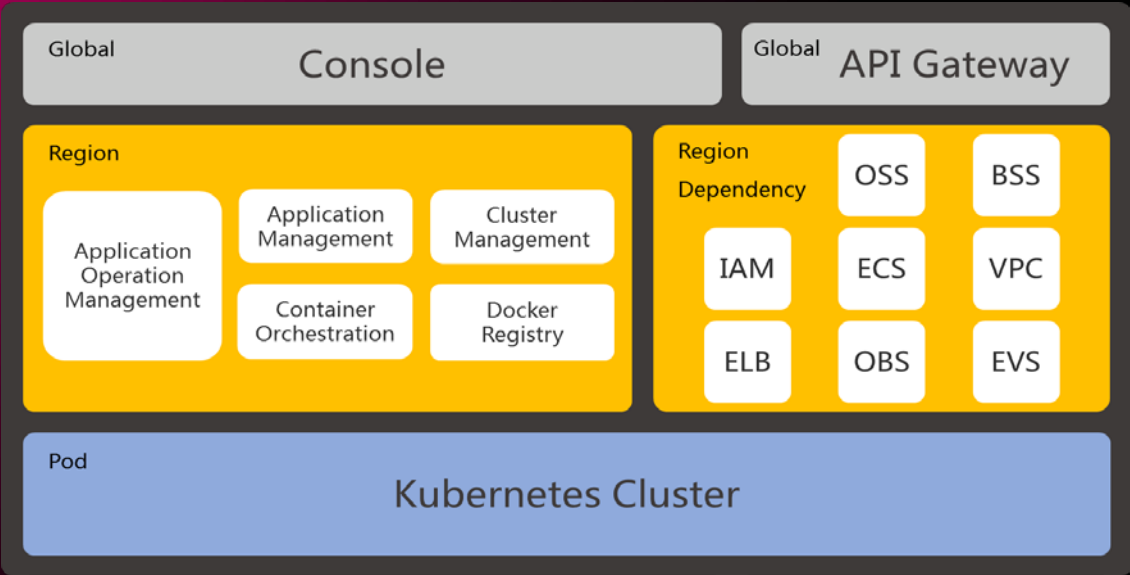 Global
Console
Global
API Gateway
Region
Application
Operation
Management
Application
Management
Cluster
Management
Container
Orchestration
Docker
Registry
Region
Dependency
OSS
BSS
IAM
ECS
VPC
ELB
OBS
EVS
Pod
Kubernetes Cluster